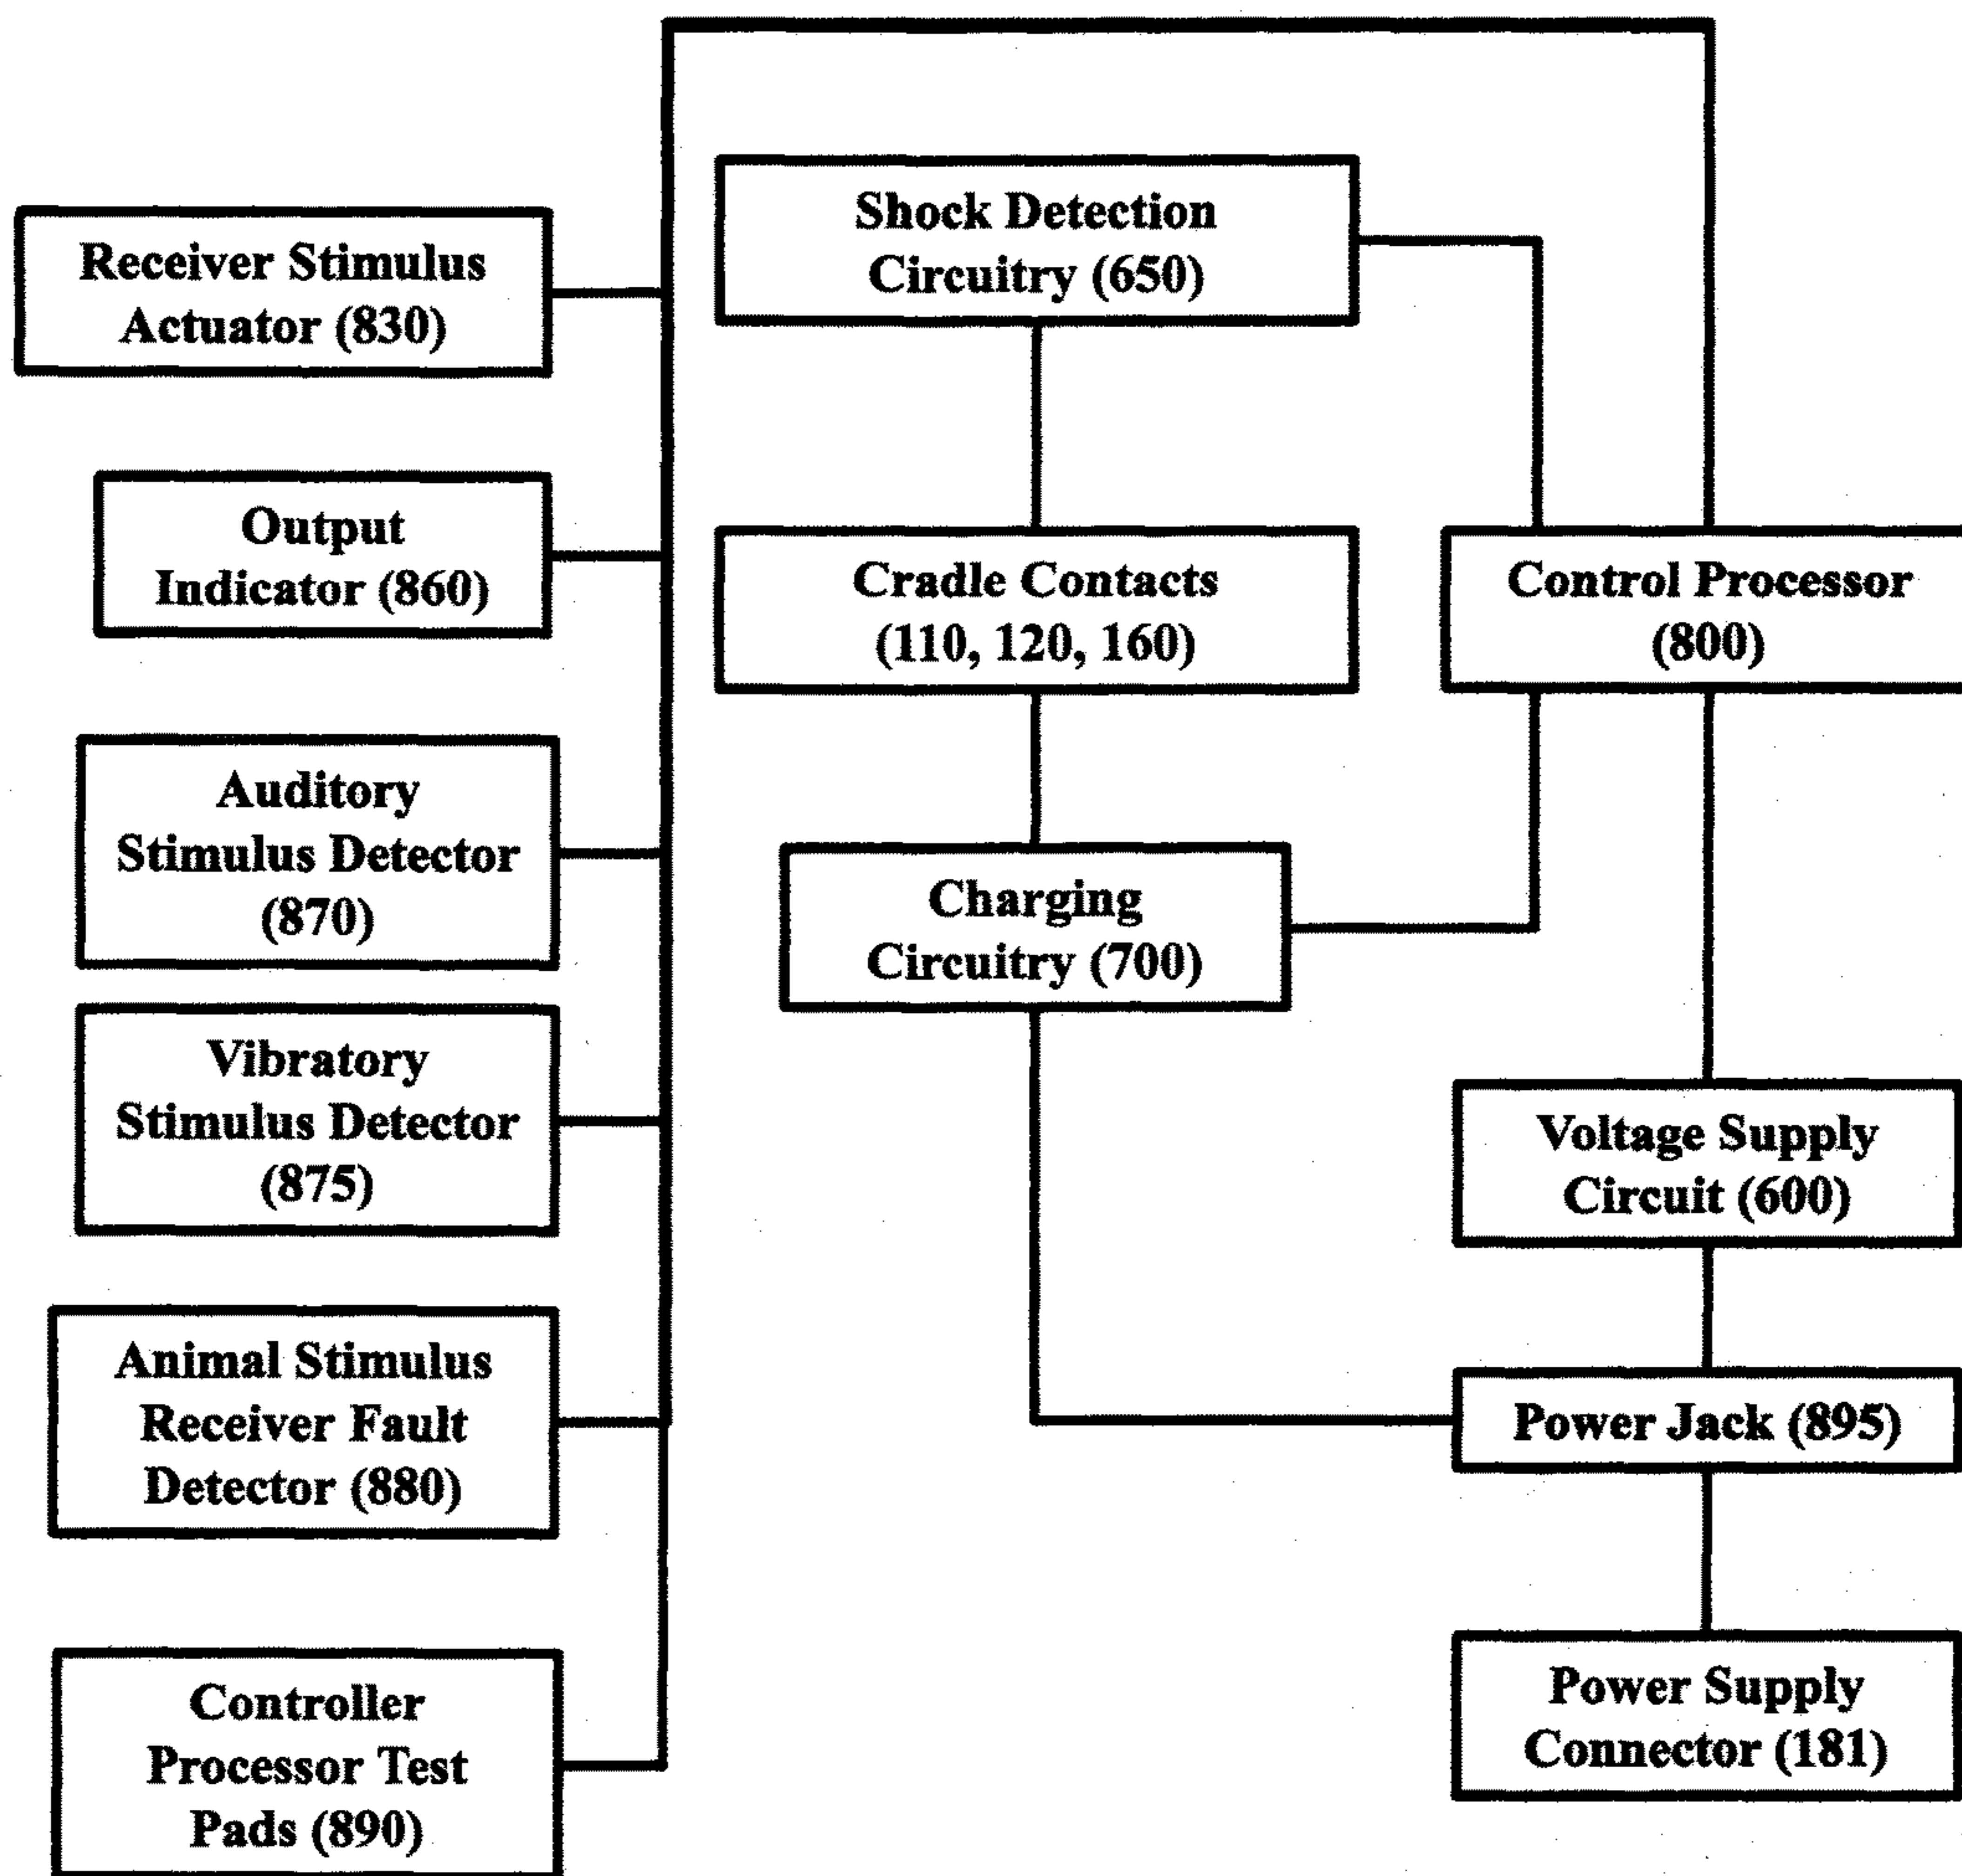 Receiver Stimulus
Actuator (830)
Output
Indicator (860)
Auditory
Stimulus Detector
(870)
Vibratory
Stimulus Detector
(875)
Animal Stimulus
Receiver Fault
Detector (880)
Controller
Processor Test
Pads (890)
Shock Detection
Circuitry (650)
Cradle Contacts
(110, 120, 160)
Charging
Circuitry (700)
Control Processor
(800)
Voltage Supply
Circuit (600)
Power Jack (895)
Power Supply
Connector (181)